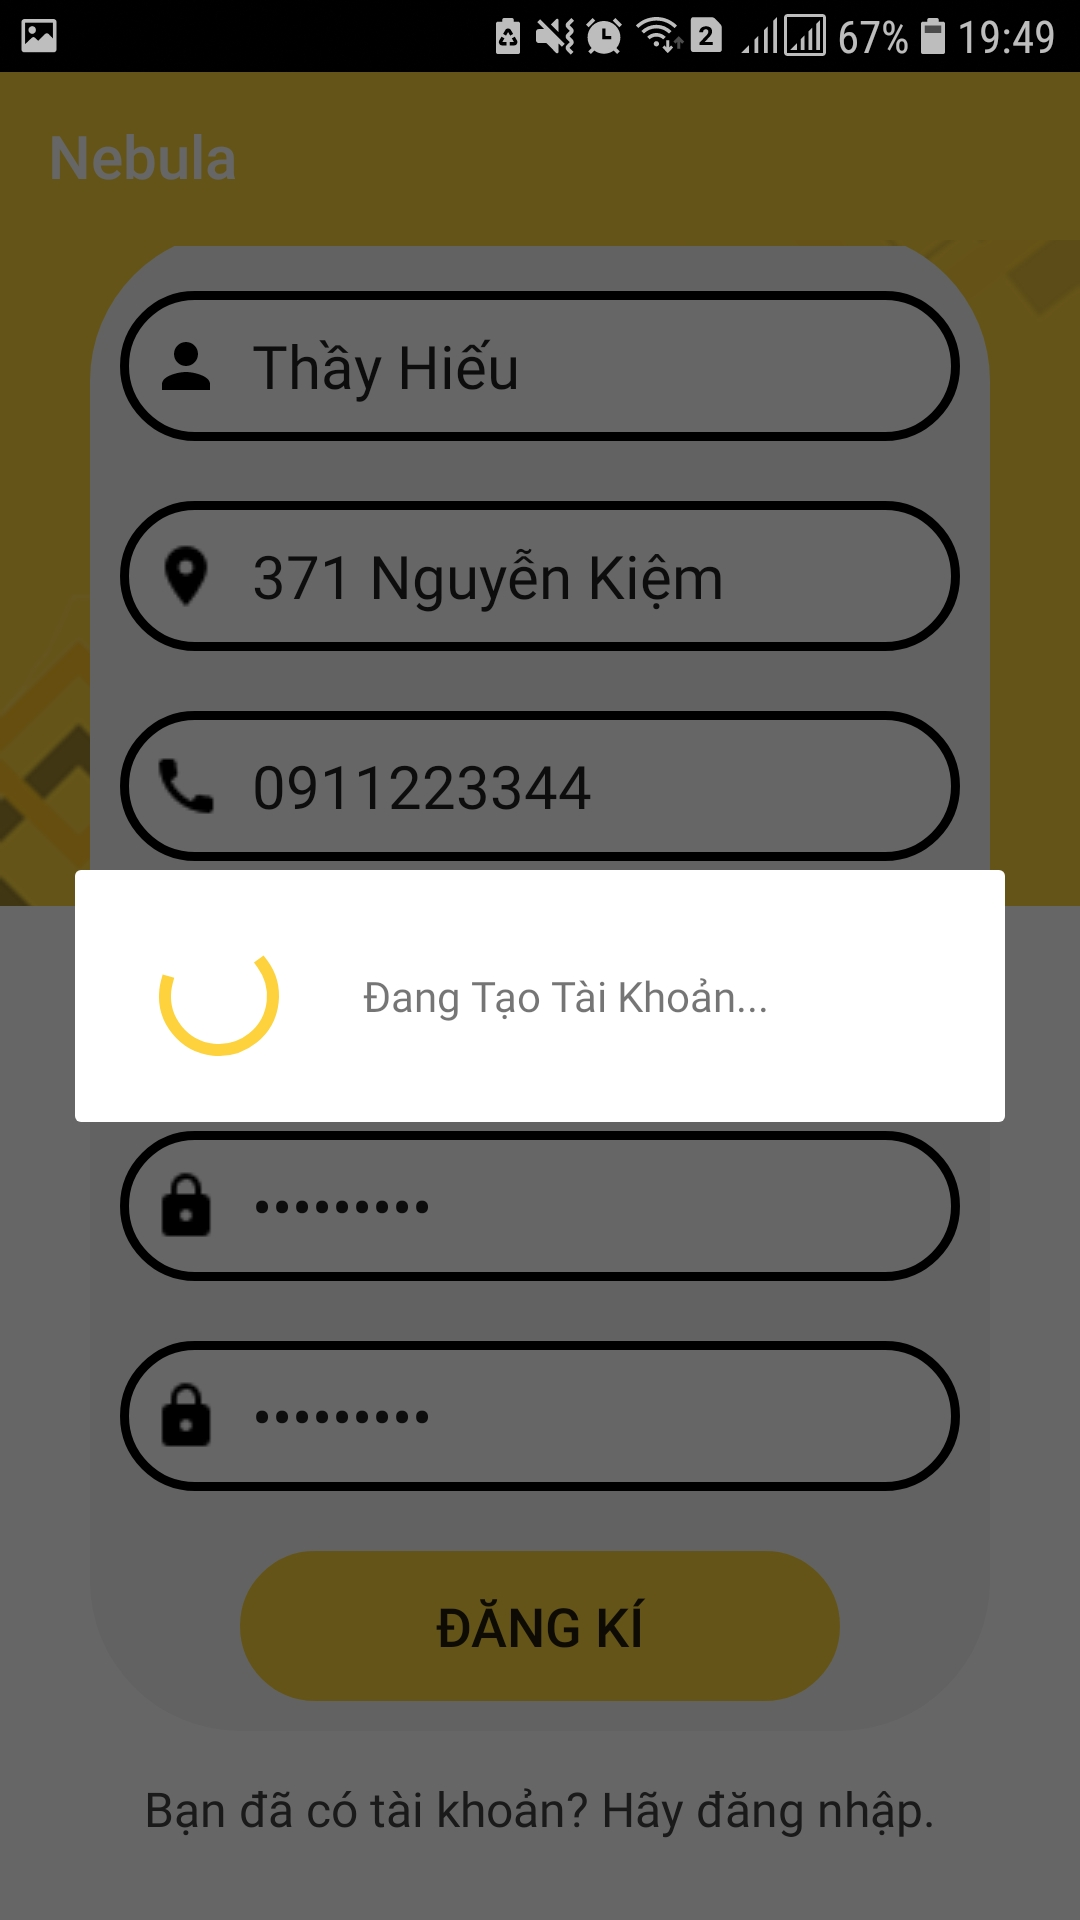 2 67% 19:49
Nebula
Thầy Hiếu
371 Nguyễn Kiệm
0911223344
Đang Tạo Tài Khoản...
•••••••••
•••••••••
ĐĂNG KÍ
Bạn đã có tài khoản? Hãy đăng nhập.